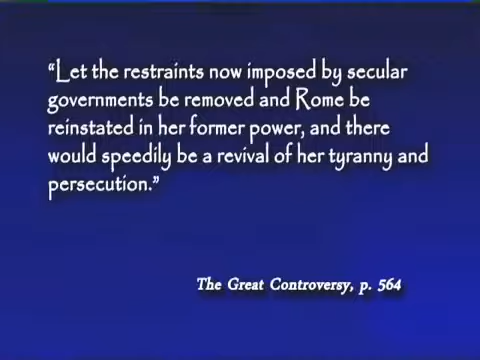 “Let the restraints now imposed by secular
governments be removed and Rome be
reinstated in her former power, and there
would speedily be a revival of her tyranny and
persecution.”
The Great Controversy, p. 564